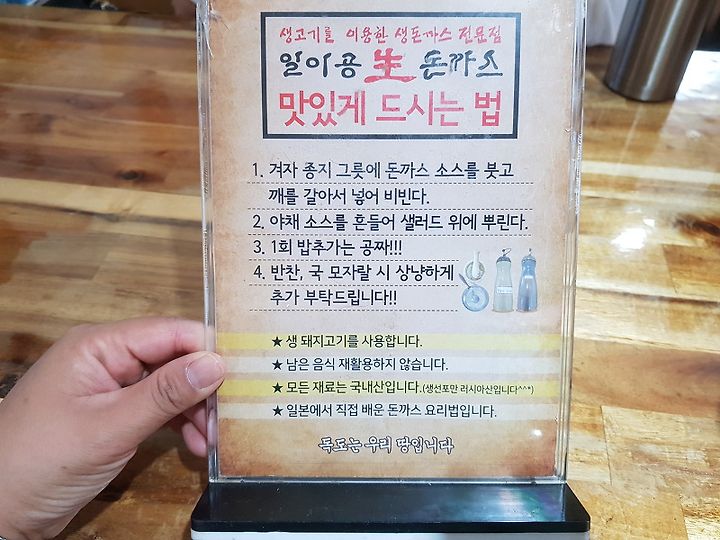 생고기를 이용한 생돈까스 전문점
일이공 生 돈까스
맛있게 드시는 법
1. 겨자 종지 그릇에 돈까스 소스를 붓고
깨를 갈아서 넣어 비빈다.
2. 야채 소스를 흔들어 샐러드 위에 뿌린다.
3. 1회 밥추가는 공짜!!!
4. 반찬, 국 모자랄 시 상냥하게
추가 부탁드립니다!!
★ 생 돼지고기를 사용합니다.
★ 남은 음식 재활용하지 않습니다.
★ 모든 재료는 국내산입니다.(생선포만 러시아산입니다^^*)
★ 일본에서 직접 배운 돈까스 요리법입니다.
독도는 우리 땅입니다